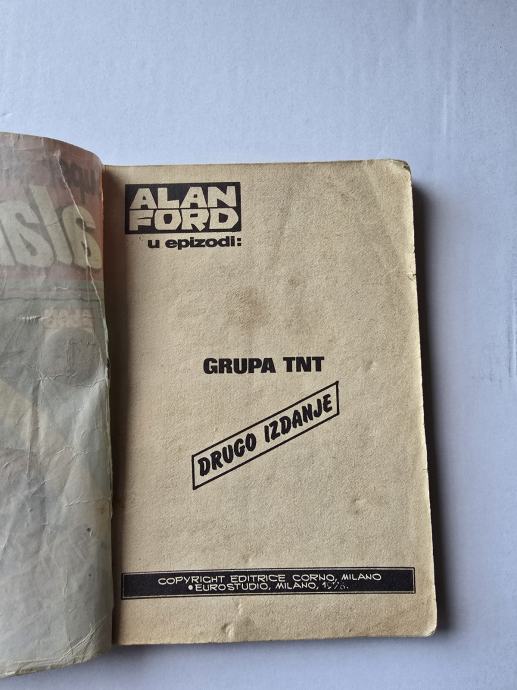 ALAN
FORD
u epizodi:
GRUPA TNT
DRUGO IZDANJE
COPYRIGHT EDITRICE CORNO, MILANO
•EUROSTUDIO, MILANO,